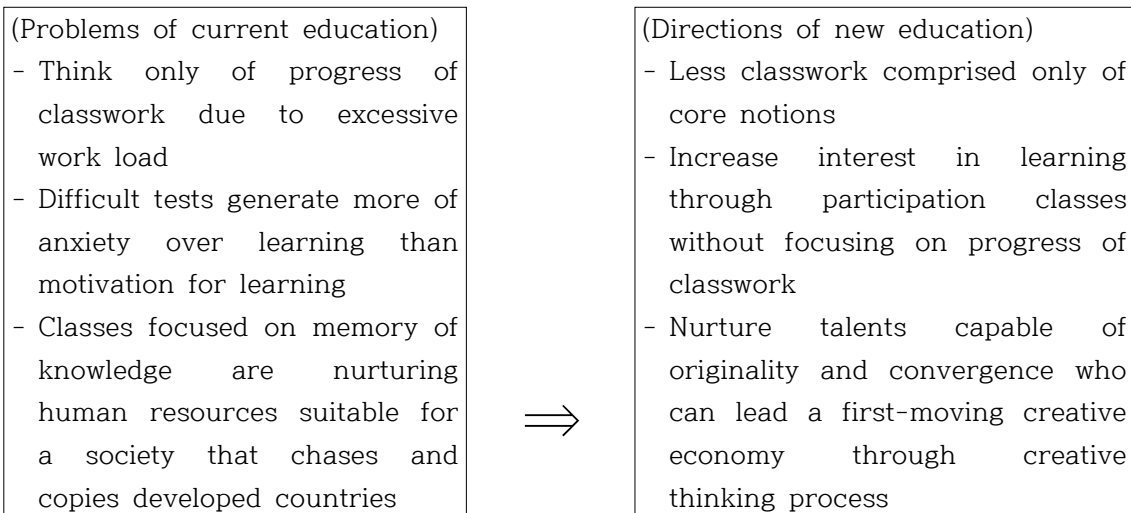 (Problems of current education)
- Think only of progress of
classwork due to excessive
work load
- Difficult tests generate more of
anxiety over learning than
motivation for learning
- Classes focused on memory of
knowledge are nurturing
human resources suitable for
a society that chases and
copies developed countries
⇒
(Directions of new education)
- Less classwork comprised only of
core notions
- Increase interest in learning
through participation classes
without focusing on progress of
classwork
- Nurture talents capable of
originality and convergence who
can lead a first-moving creative
economy through creative
thinking process